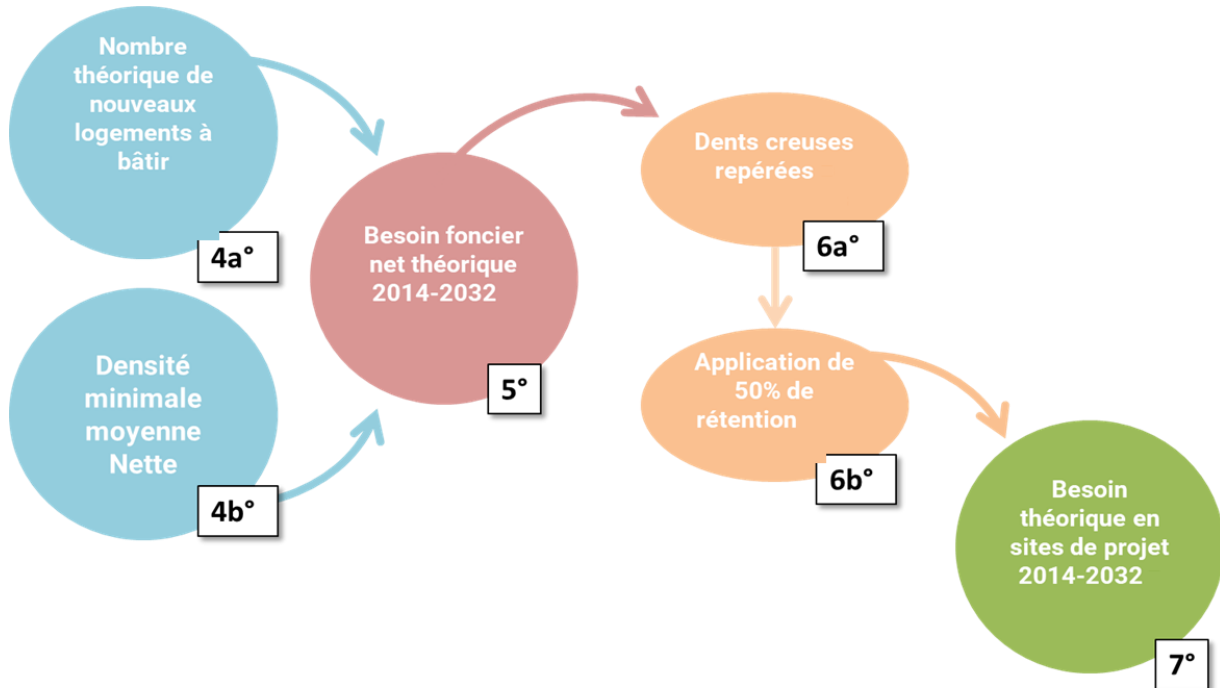 Nombre
théorique de
nouveaux
logements à
bâtir
4a°
Densité
minimale
moyenne
Nette
4b°
Besoin foncier
net théorique
2014-2032
5°
Dents creuses
repérées
6a°
Application de
50% de
rétention
6b°
Besoin
théorique en
sites de projet
2014-2032
7°